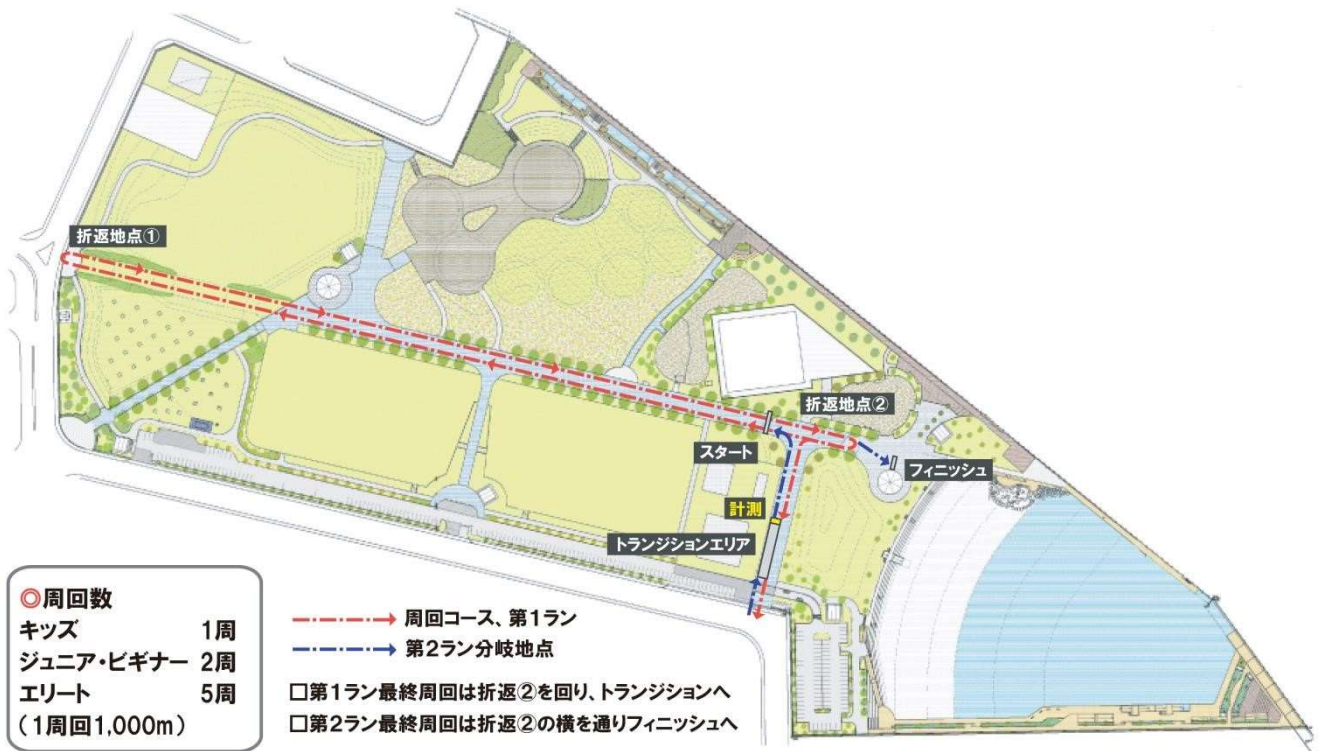 折返地点①
折返地点②
スタート
フィニッシュ
計測
トランジションエリア
◎周回数
キッズ 1周
ジュニア・ビギナー 2周
エリート 5周
(1周回1,000m)
周回コース、第1ラン
第2ラン分岐地点
□第1ラン最終周回は折返②を回り、トランジションへ
□第2ラン最終周回は折返②の横を通りフィニッシュへ